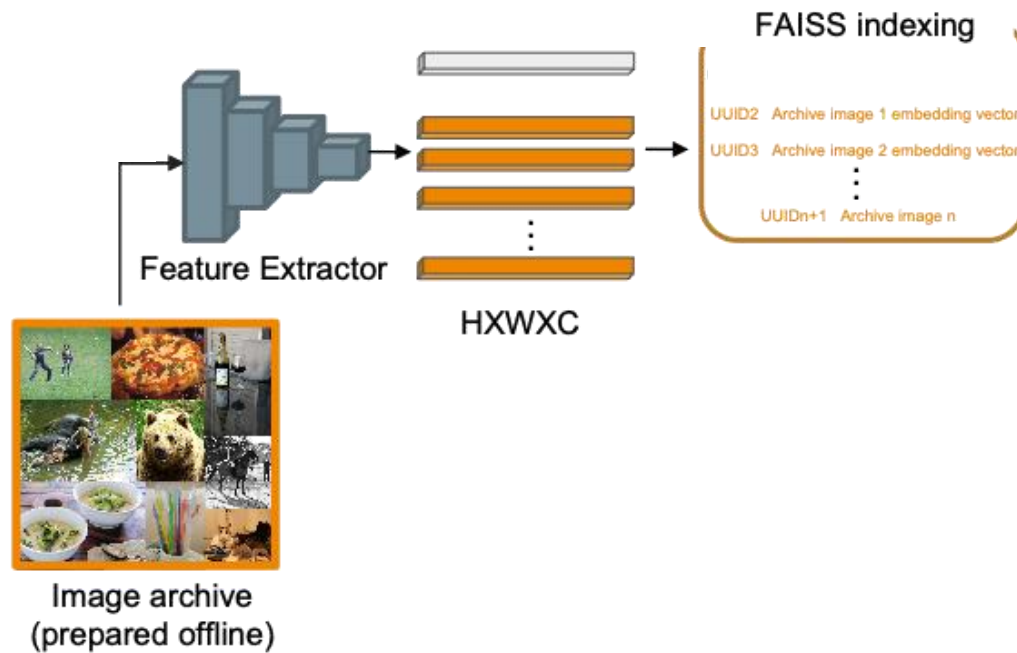 FAISS indexing
UUID2 Archive image 1 embedding vector
UUID3 Archive image 2 embedding vector
UUIDn+1 Archive image n
Feature Extractor
HXWXC
Image archive
(prepared offline)